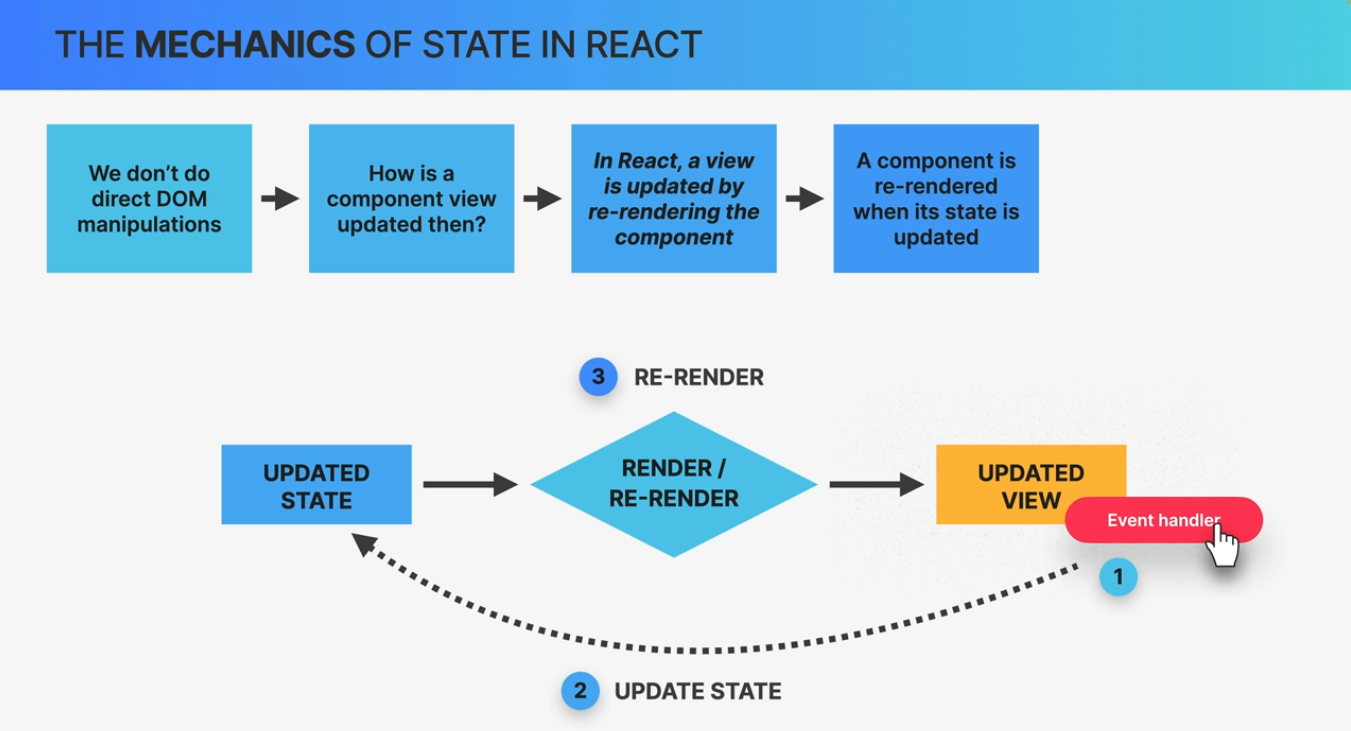 THE MECHANICS OF STATE IN REACT
We don’t do
direct DOM
manipulations
How is a
component view
updated then?
In React, a view
is updated by
re-rendering the
component
A component is
re-rendered
when its state is
updated
3 RE-RENDER
UPDATED
STATE
RENDER /
RE-RENDER
UPDATED
VIEW
Event handler
1
2 UPDATE STATE